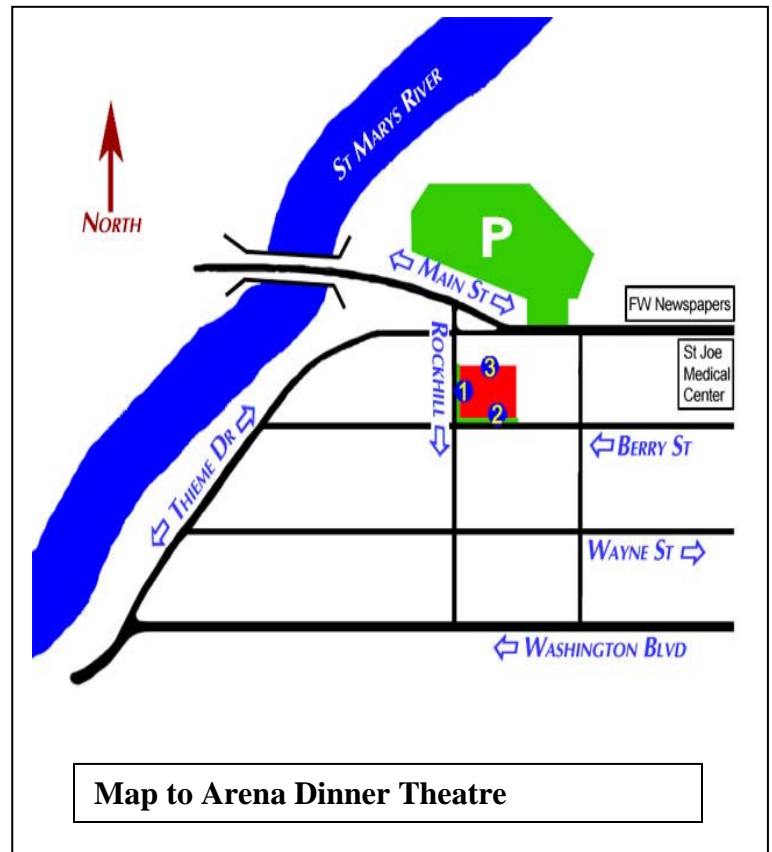 ST MARYS RIVER
NORTH
P
MAIN ST
FW Newspapers
ROCKHILL
St Joe
Medical
Center
3
1
2
THIEME DR
BERRY ST
WAYNE ST
WASHINGTON BLVD
Map to Arena Dinner Theatre